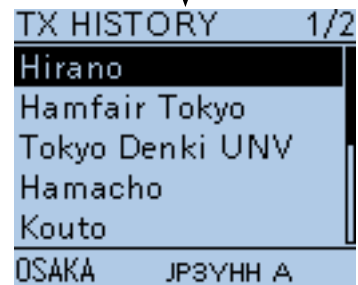 TX HISTORY 1/2
Hirano
Hamfair Tokyo
Tokyo Denki UNV
Hamacho
Kouto
OSAKA JP3YHH A